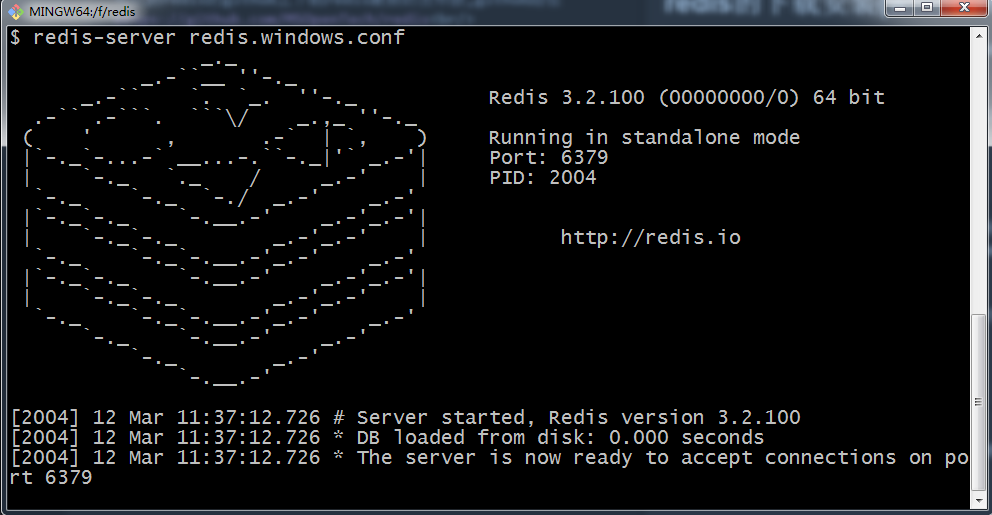 MINGW64:/f/redis
$ redis-server redis.windows.conf
Redis 3.2.100 (00000000/0) 64 bit
Running in standalone mode
Port: 6379
PID: 2004
http://redis.io
[2004] 12 Mar 11:37:12.726 # Server started, Redis version 3.2.100
[2004] 12 Mar 11:37:12.726 * DB loaded from disk: 0.000 seconds
[2004] 12 Mar 11:37:12.726 * The server is now ready to accept connections on po
rt 6379